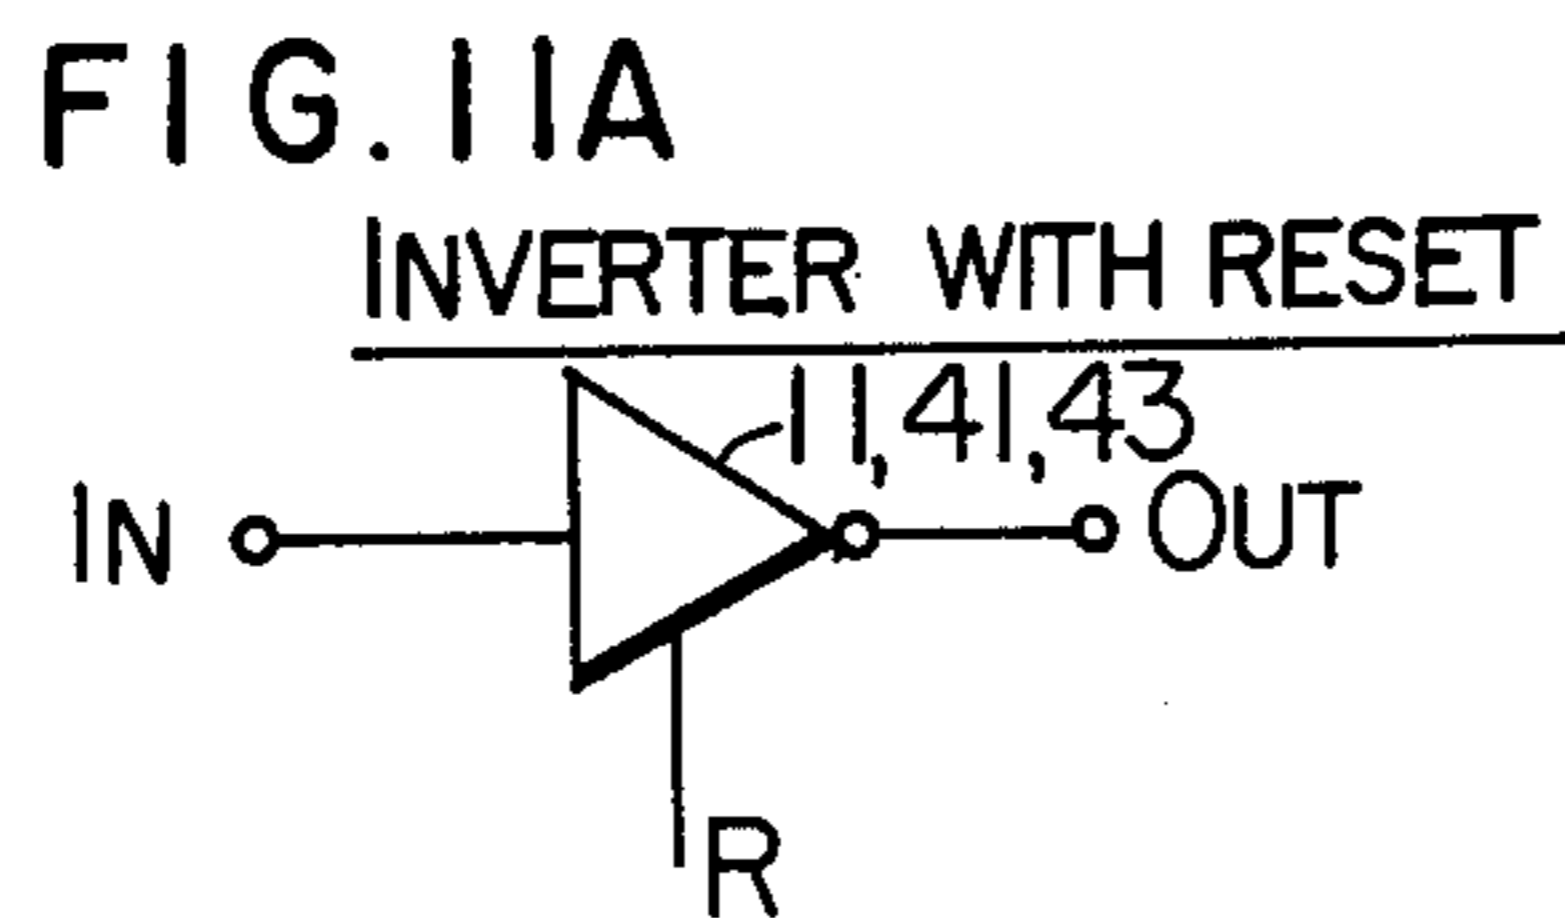 FIG. 11A
INVERTER WITH RESET
11, 41, 43
IN
OUT
R